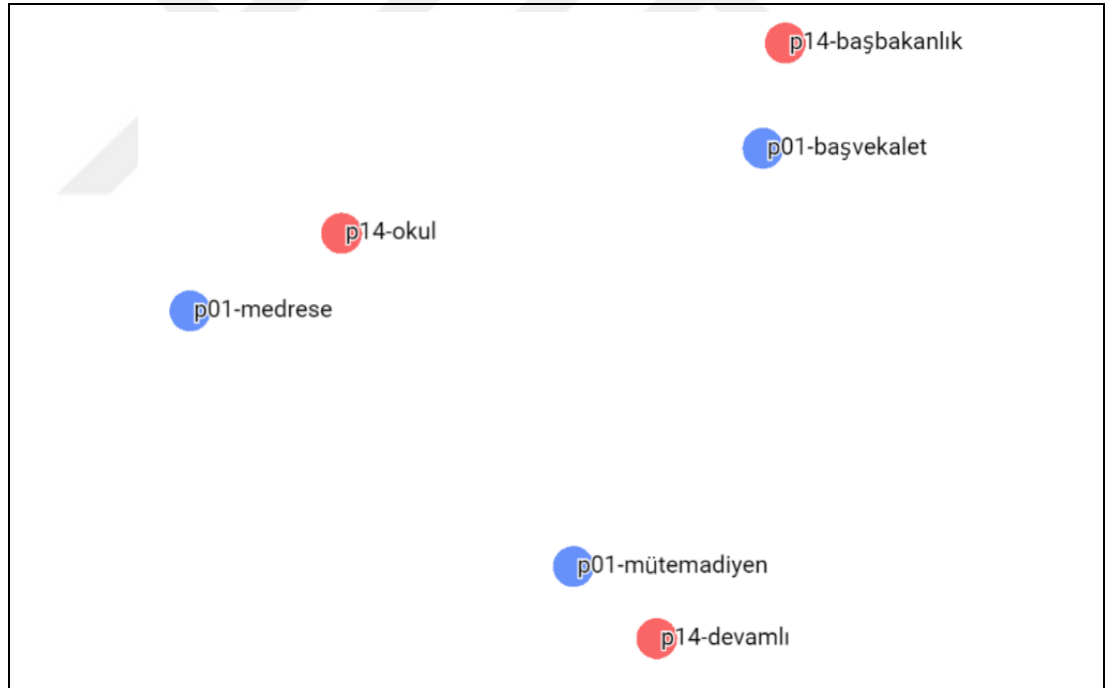 p14-başbakanlık
p01-başvekalet
p14-okul
p01-medrese
p01-mütemadiyen
p14-devamlı